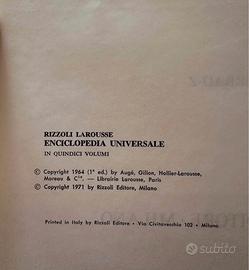 RIZZOLI LAROUSSE
ENCICLOPEDIA UNIVERSALE
IN QUINDICI VOLUMI
© Copyright 1964 (1ª ed.) by Augé, Gillon, Hollier-Larousse,
Moreau & Cie. — Librairie Larousse, Paris
© Copyright 1971 by Rizzoli Editore, Milano
Printed in Italy by Rizzoli Editore • Via Civitavecchia 102 • Milano
subito